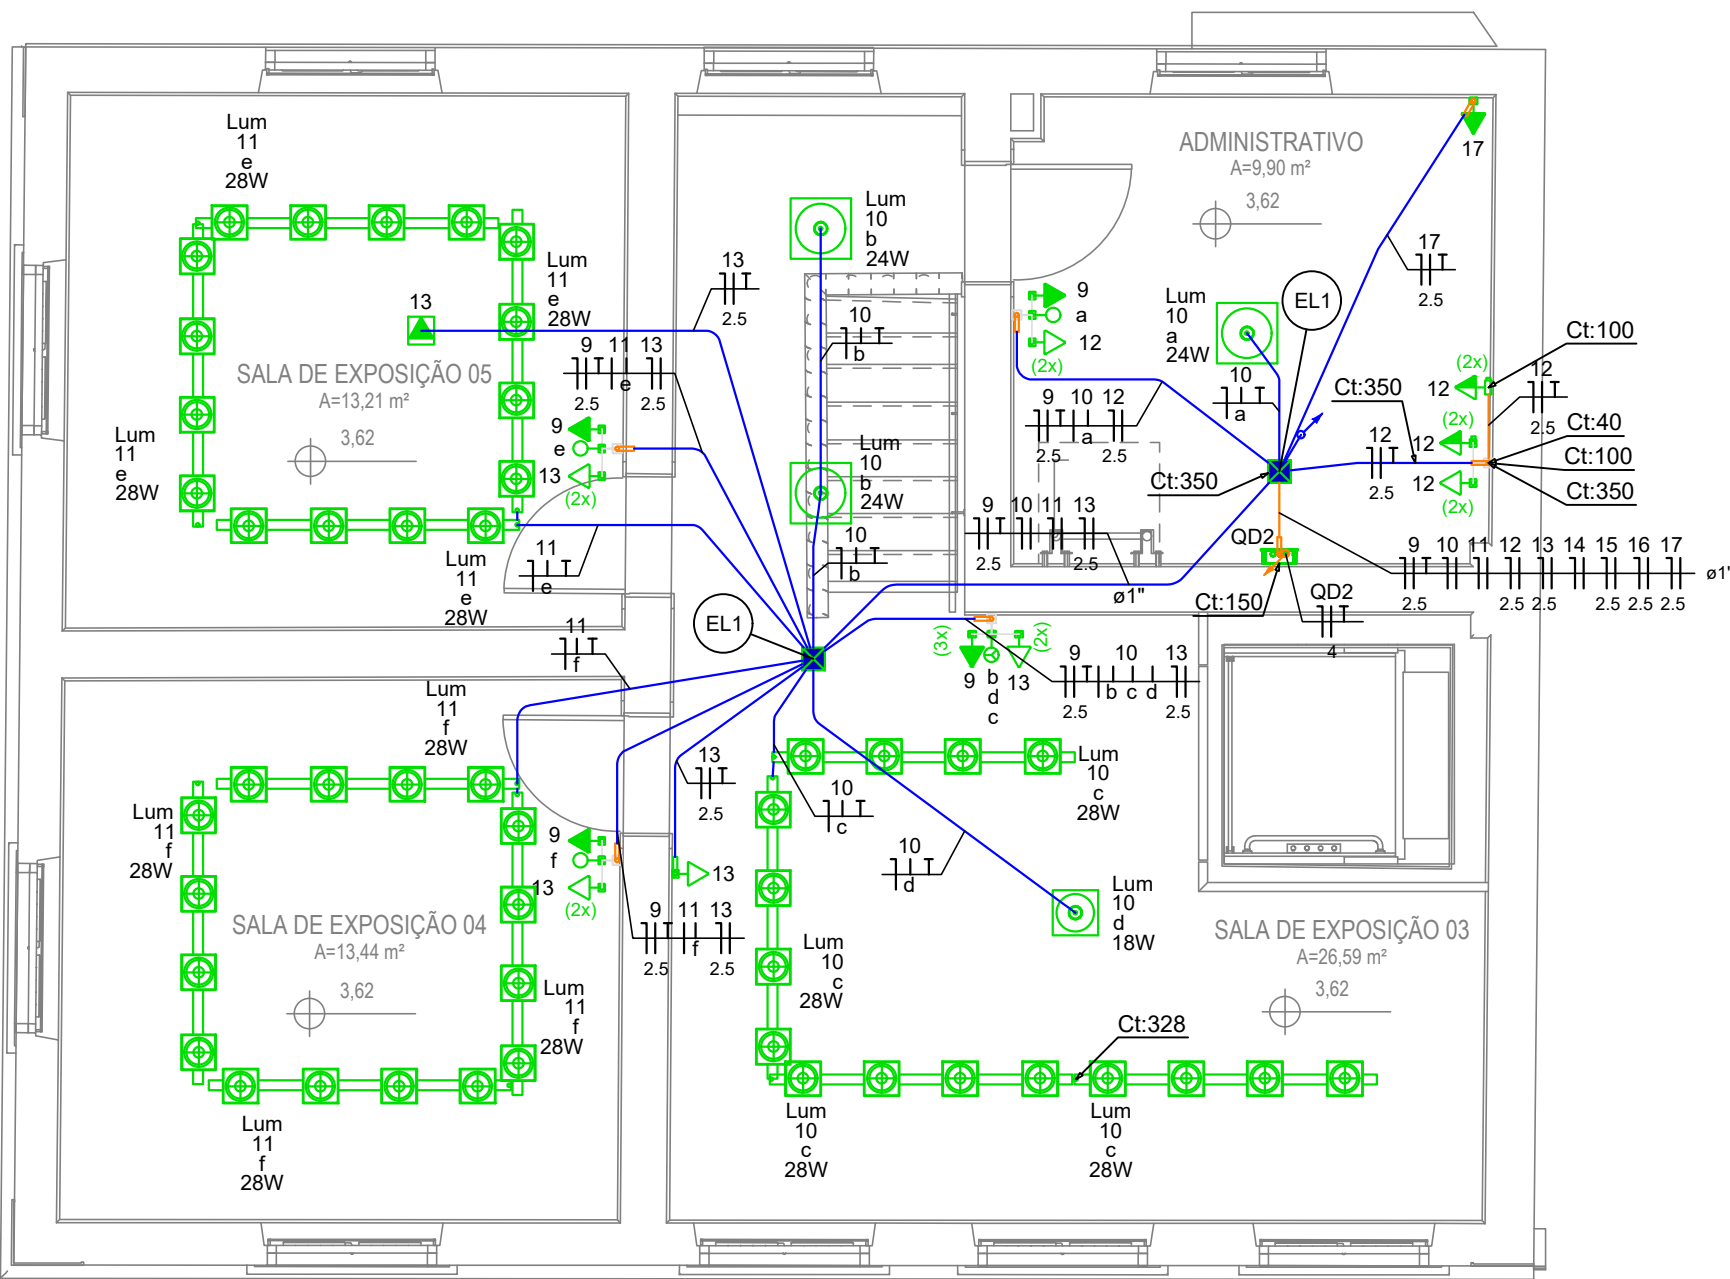 Lum
11
e
28W
ADMINISTRATIVO
A=9,90 m²
3,62
17
Lum
10
b
24W
17
2.5
Lum
11
e
28W
13
2.5
13
9
a
12
(2x)
Lum
10
a
24W
EL1
10
b
Ct:100
SALA DE EXPOSIÇÃO 05
A=13,21 m²
3,62
9 11 13
e
2.5 2.5
(2x)
12
12
2.5
Ct:350
10
a
9 10 12
a
2.5 2.5
Lum
11
e
28W
9
e
13
(2x)
Lum
10
b
24W
(2x)
12
12
(2x)
12
2.5
Ct:40
Ct:100
Ct:350
Ct:350
9 10 11 13
2.5 2.5
ø1"
QD2
Ct:150
QD2
4
9 10 11 12 13 14 15 16 17
2.5 2.5 2.5 2.5 2.5 2.5
ø1'
Lum
11
e
28W
11
e
10
b
EL1
11
f
(3x)
(2x)
9
b
d
c
13
9 10 13
b c d
2.5 2.5
Lum
11
f
28W
Lum
11
f
28W
13
2.5
10
c
Lum
10
c
28W
9
f
13
(2x)
13
10
d
Lum
10
d
18W
SALA DE EXPOSIÇÃO 04
A=13,44 m²
3,62
9 11 13
f
2.5 2.5
Lum
10
c
28W
SALA DE EXPOSIÇÃO 03
A=26,59 m²
3,62
Lum
11
f
28W
Ct:328
Lum
11
f
28W
Lum
10
c
28W
Lum
10
c
28W